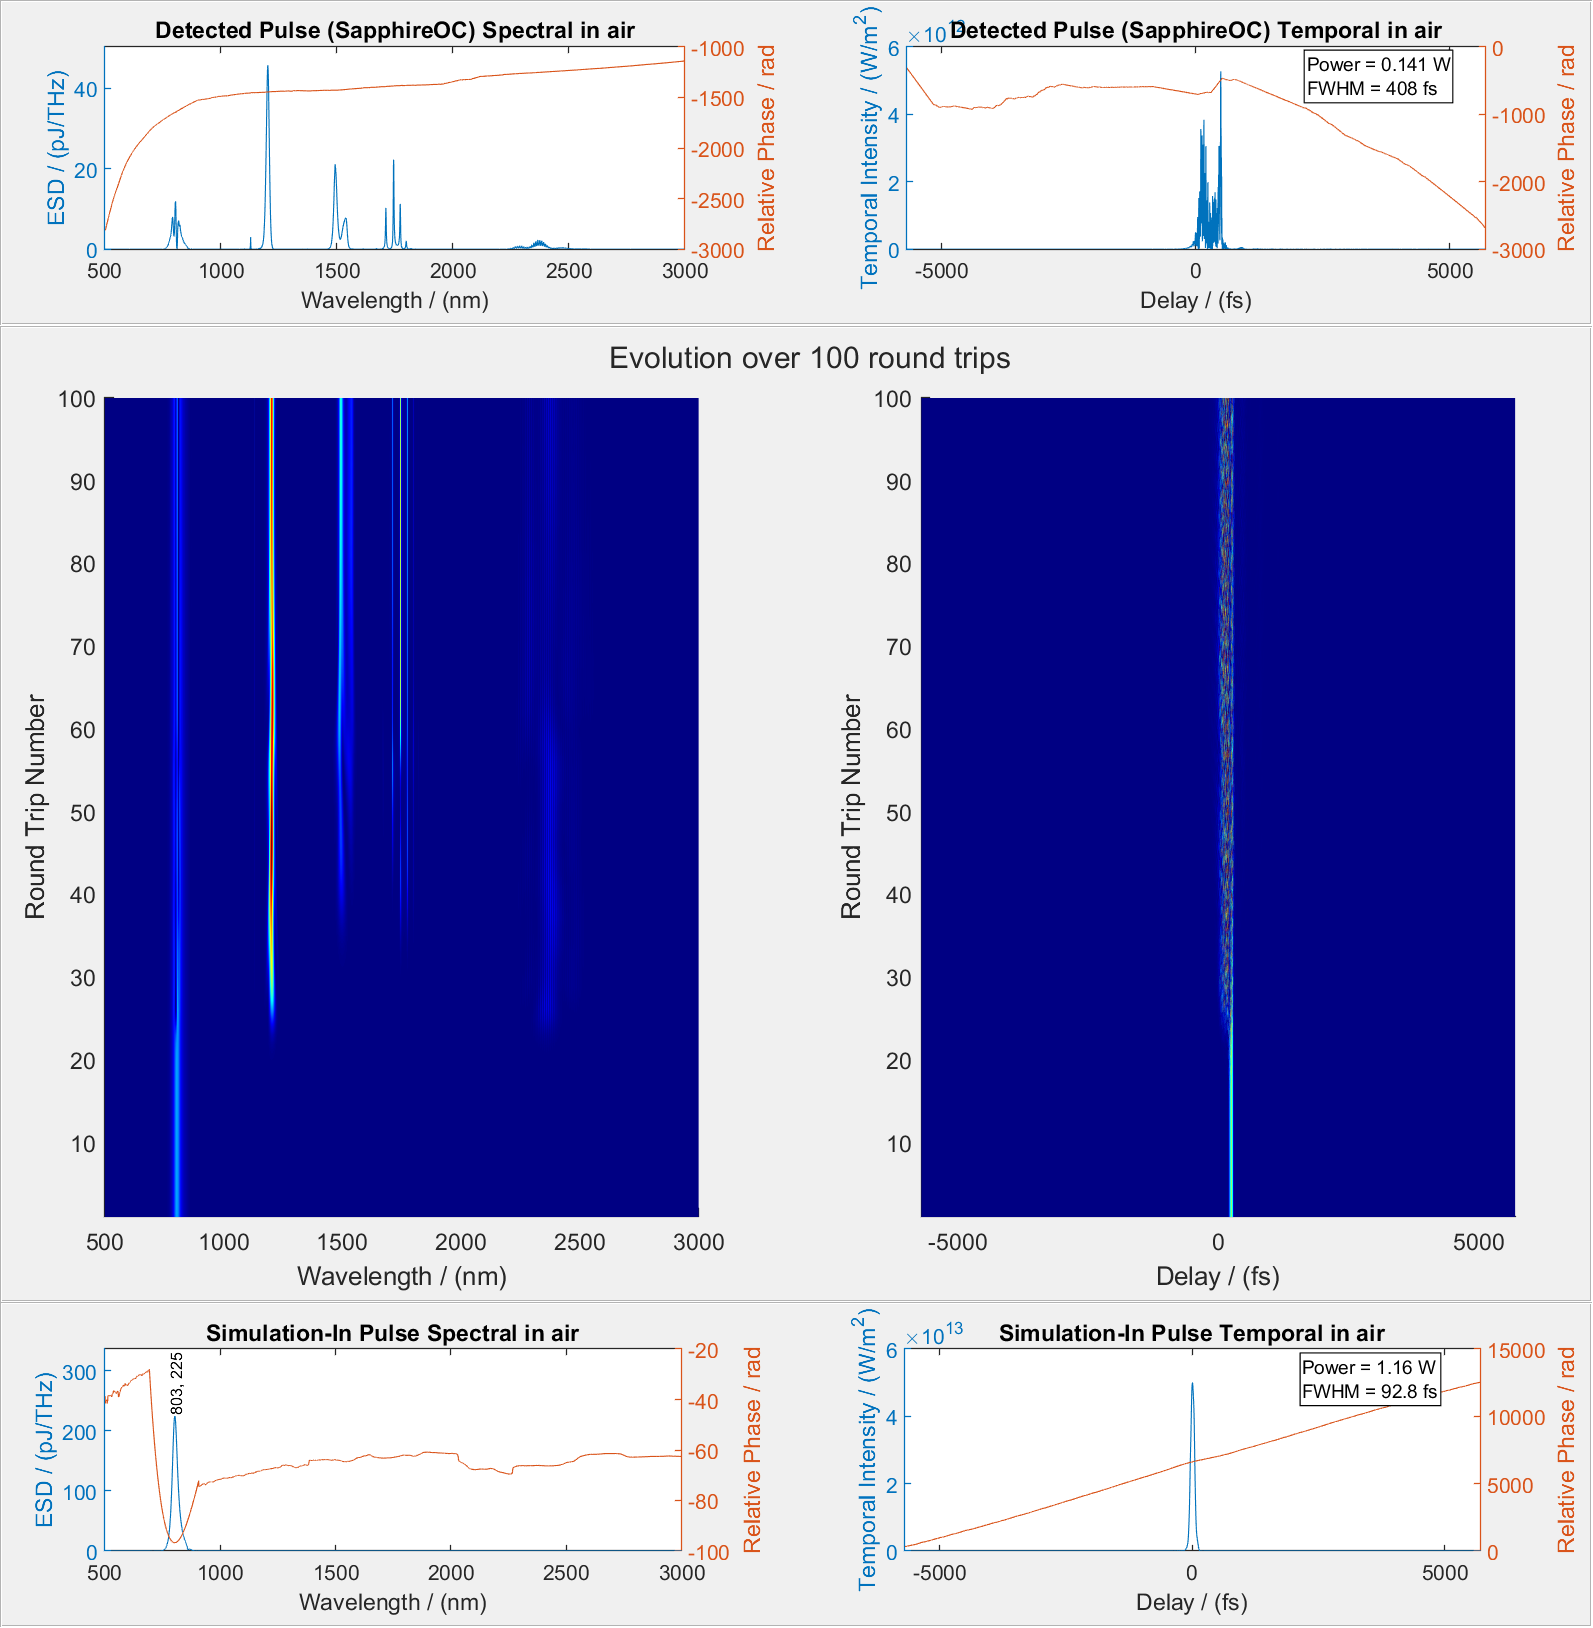 Detected Pulse (SapphireOC) Spectral in air
ESD / (pJ/THz)
40
20
0
-1000
-1500
-2000
-2500
-3000
Relative Phase / rad
500 1000 1500 2000 2500 3000
Wavelength / (nm)
Detected Pulse (SapphireOC) Temporal in air
Temporal Intensity / (W/m²)
6
4
2
0
Power = 0.141 W
FWHM = 408 fs
0
-1000
-2000
-3000
Relative Phase / rad
-5000 0 5000
Delay / (fs)
Evolution over 100 round trips
Round Trip Number
100
90
80
70
60
50
40
30
20
10
500 1000 1500 2000 2500 3000
Wavelength / (nm)
Round Trip Number
100
90
80
70
60
50
40
30
20
10
-5000 0 5000
Delay / (fs)
Simulation-In Pulse Spectral in air
ESD / (pJ/THz)
300
200
100
0
803, 225
-20
-40
-60
-80
-100
Relative Phase / rad
500 1000 1500 2000 2500 3000
Wavelength / (nm)
Simulation-In Pulse Temporal in air
×10¹³
Temporal Intensity / (W/m²)
6
4
2
0
Power = 1.16 W
FWHM = 92.8 fs
15000
10000
5000
0
Relative Phase / rad
-5000 0 5000
Delay / (fs)